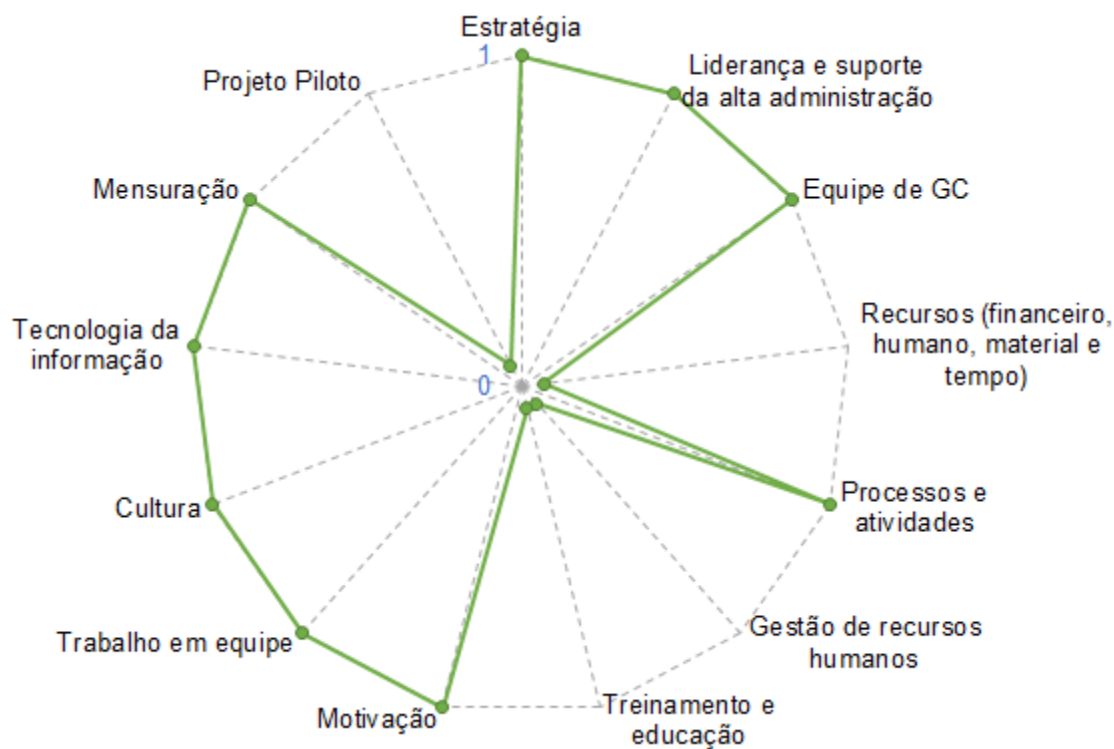 Estratégia
1
Liderança e suporte
da alta administração
Projeto Piloto
Equipe de GC
Mensuração
Recursos (financeiro,
humano, material e
tempo)
Tecnologia da
informação
0
Processos e
atividades
Cultura
Gestão de recursos
humanos
Trabalho em equipe
Treinamento e
educação
Motivação